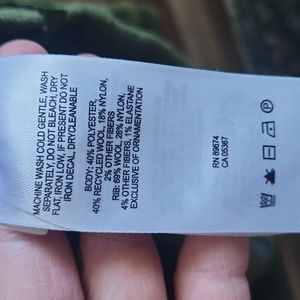 MACHINE WASH COLD GENTLE, WASH
SEPARATELY, DO NOT BLEACH, DRY
FLAT, IRON LOW, IF PRESENT DO NOT
IRON DECAL, DRYCLEANABLE
BODY: 40% POLYESTER,
40% RECYCLED WOOL, 18% NYLON,
2% OTHER FIBERS
RIB: 69% WOOL, 26% NYLON,
4% OTHER FIBERS, 1% ELASTANE
EXCLUSIVE OF ORNAMENTATION
RN 69674
CA 05367